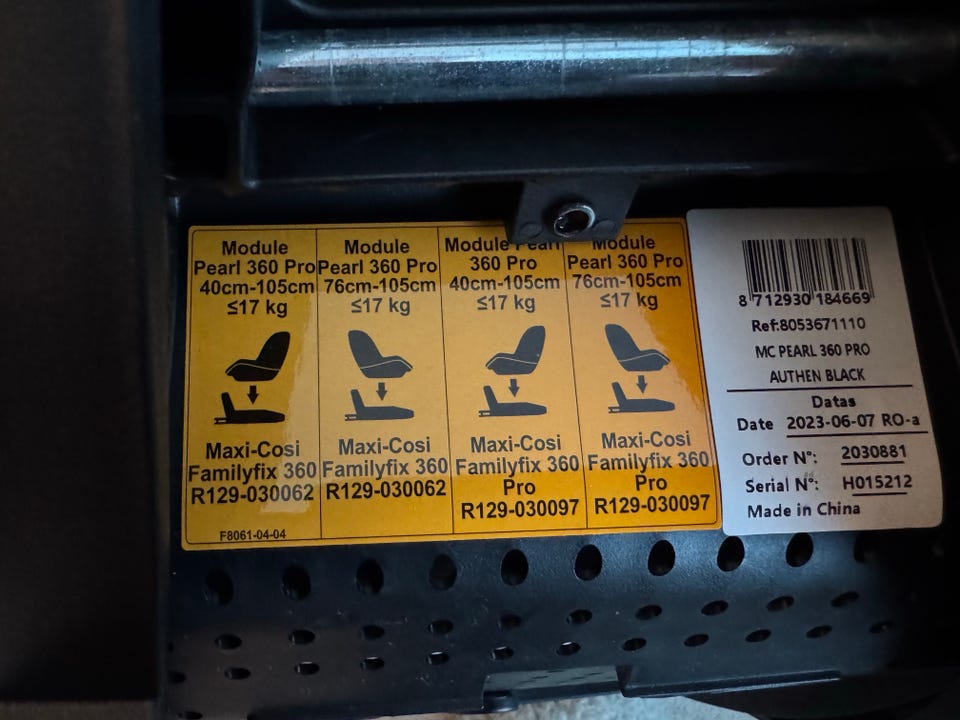 Module
Pearl 360 Pro
40cm-105cm
≤17 kg
Maxi-Cosi
Familyfix 360
R129-030062
F8061-04-04
Module
Pearl 360 Pro
76cm-105cm
≤17 kg
Maxi-Cosi
Familyfix 360
R129-030062
Module Pearl
360 Pro
40cm-105cm
≤17 kg
Maxi-Cosi
Familyfix 360
Pro
R129-030097
Module
Pearl 360 Pro
76cm-105cm
≤17 kg
Maxi-Cosi
Familyfix 360
Pro
R129-030097
8 712930 184669
Ref:8053671110
MC PEARL 360 PRO
AUTHEN BLACK
Datas
Date 2023-06-07 RO-a
Order N°: 2030881
Serial N°: H015212
Made in China